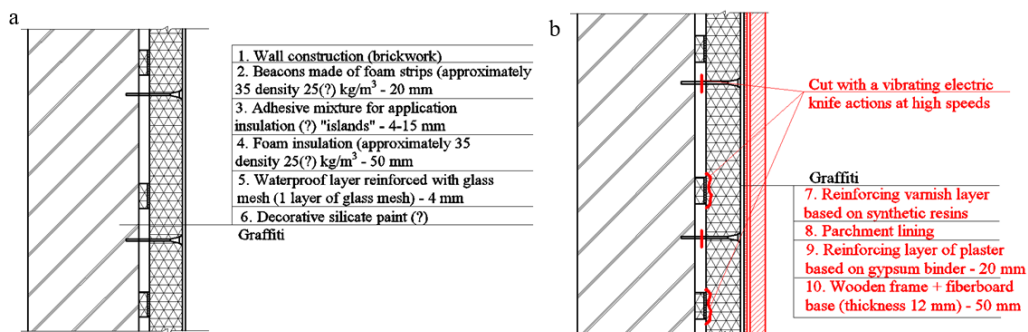 a
1. Wall construction (brickwork)
2. Beacons made of foam strips (approximately
35 density 25(?) kg/m³ - 20 mm
3. Adhesive mixture for application
insulation (?) "islands" - 4-15 mm
4. Foam insulation (approximately 35
density 25(?) kg/m³ - 50 mm
5. Waterproof layer reinforced with glass
mesh (1 layer of glass mesh) - 4 mm
6. Decorative silicate paint (?)
Graffiti
b
Cut with a vibrating electric
knife actions at high speeds
Graffiti
7. Reinforcing varnish layer
based on synthetic resins
8. Parchment lining
9. Reinforcing layer of plaster
based on gypsum binder - 20 mm
10. Wooden frame + fiberboard
base (thickness 12 mm) - 50 mm